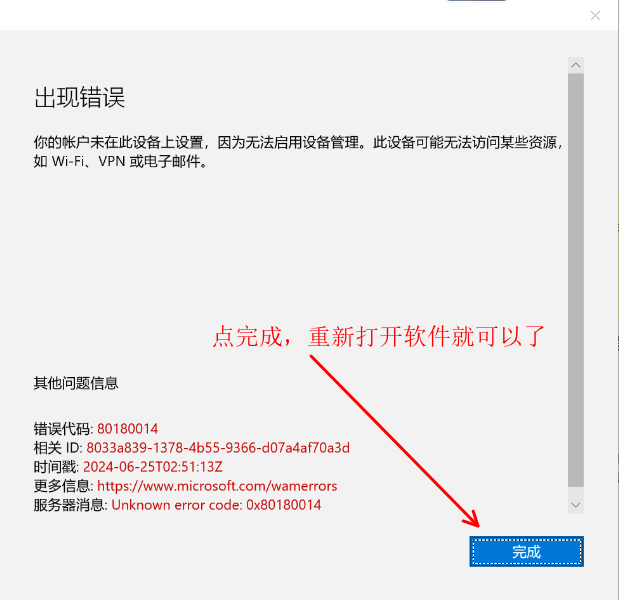 出现错误
你的帐户未在此设备上设置，因为无法启用设备管理。此设备可能无法访问某些资源，
如 Wi-Fi、VPN 或电子邮件。
点完成，重新打开软件就可以了
其他问题信息
错误代码: 80180014
相关 ID: 8033a839-1378-4b55-9366-d07a4af70a3d
时间戳: 2024-06-25T02:51:13Z
更多信息: https://www.microsoft.com/wamerrors
服务器消息: Unknown error code: 0x80180014
完成